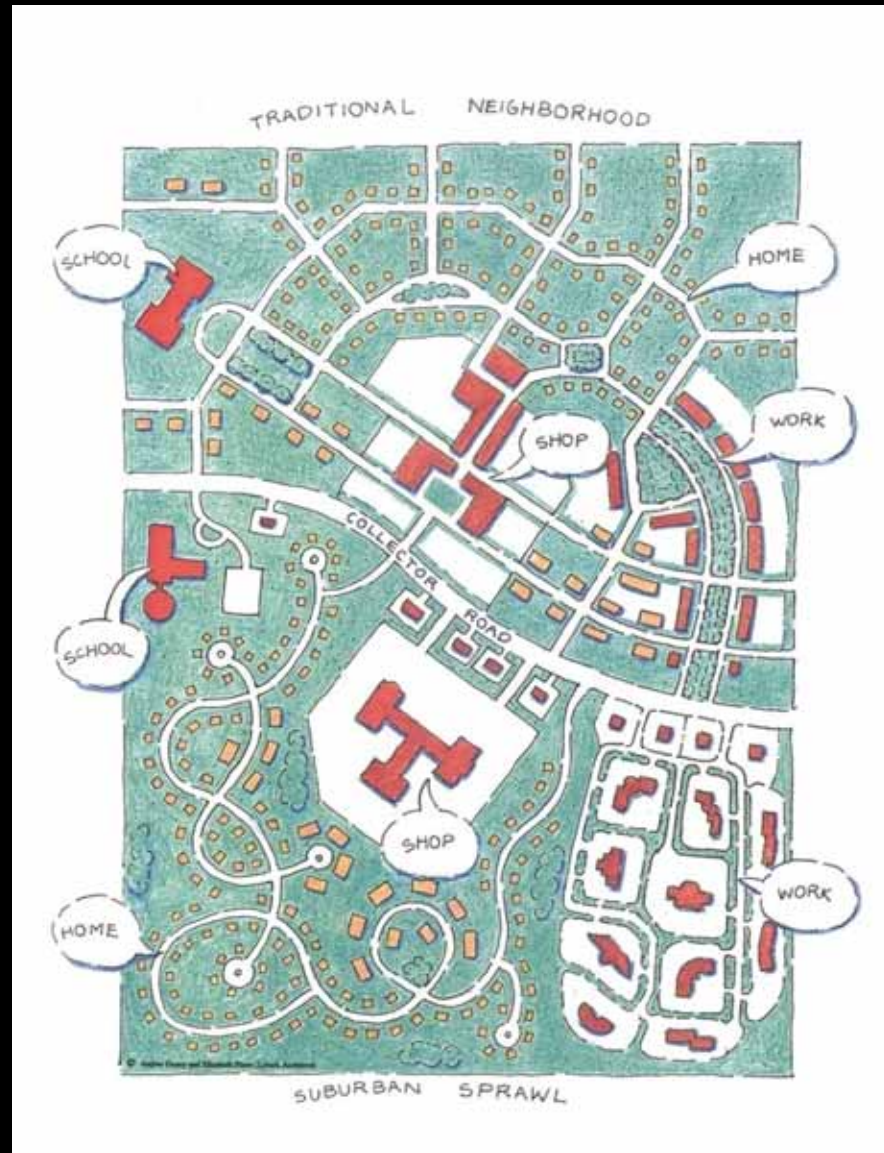 TRADITIONAL NEIGHBORHOOD
SCHOOL
HOME
WORK
SHOP
COLLECTOR ROAD
SCHOOL
SHOP
WORK
HOME
SUBURBAN SPRAWL